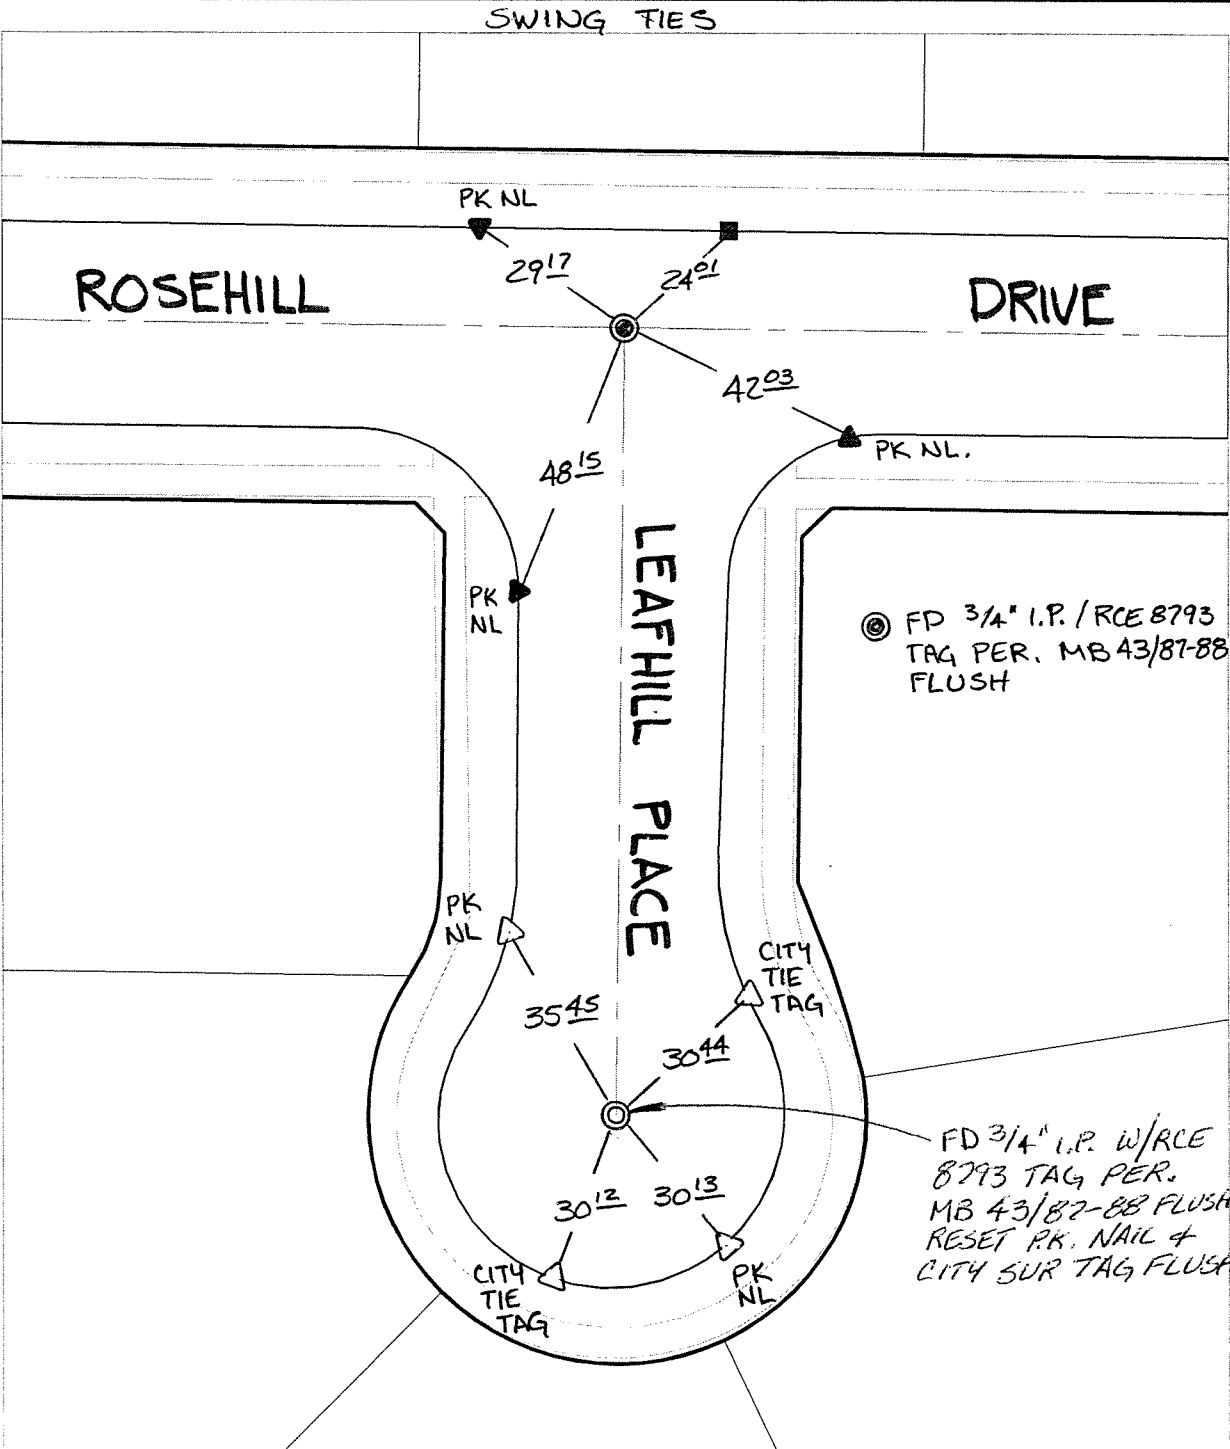 SWING TIES
PK NL
29 17
24 01
ROSEHILL
DRIVE
42 03
PK NL.
48 15
LEAFHILL PLACE
PK
NL
FD 3/4" I.P. / RCE 8793
TAG PER. MB 43/87-88
FLUSH
PK
NL
CITY
TIE
TAG
35 45
30 44
FD 3/4" I.P. W/RCE
8793 TAG PER.
MB 43/87-88 FLUSH
RESET P.K. NAIL &
CITY SUR TAG FLUSH
30 12
30 13
CITY
TIE
TAG
PK
NL